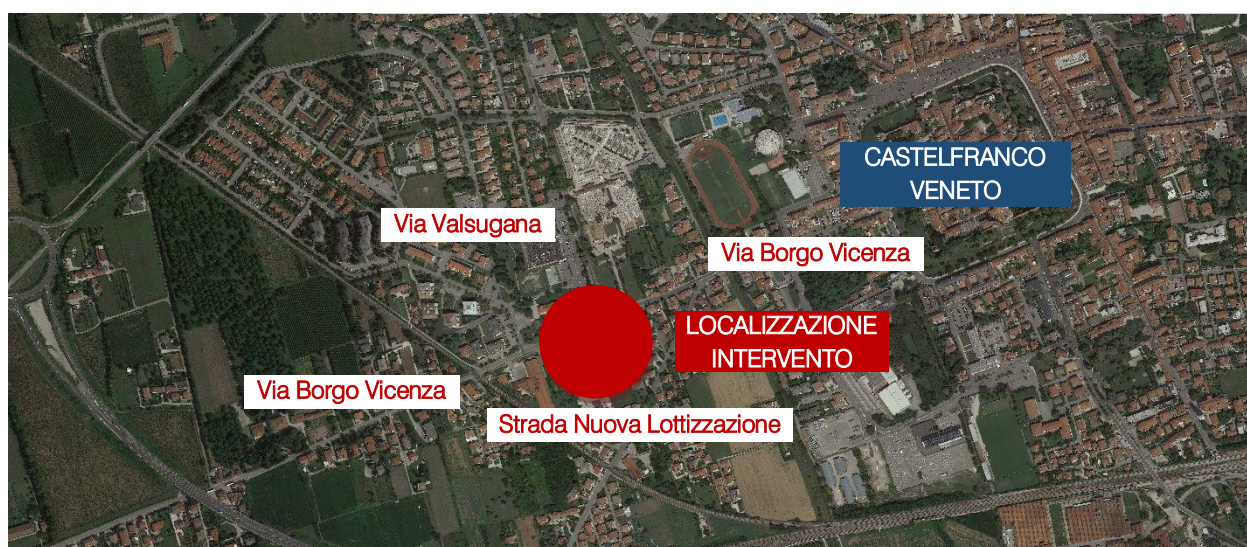 CASTELFRANCO
VENETO
Via Valsugana
Via Borgo Vicenza
LOCALIZZAZIONE
INTERVENTO
Via Borgo Vicenza
Strada Nuova Lottizzazione